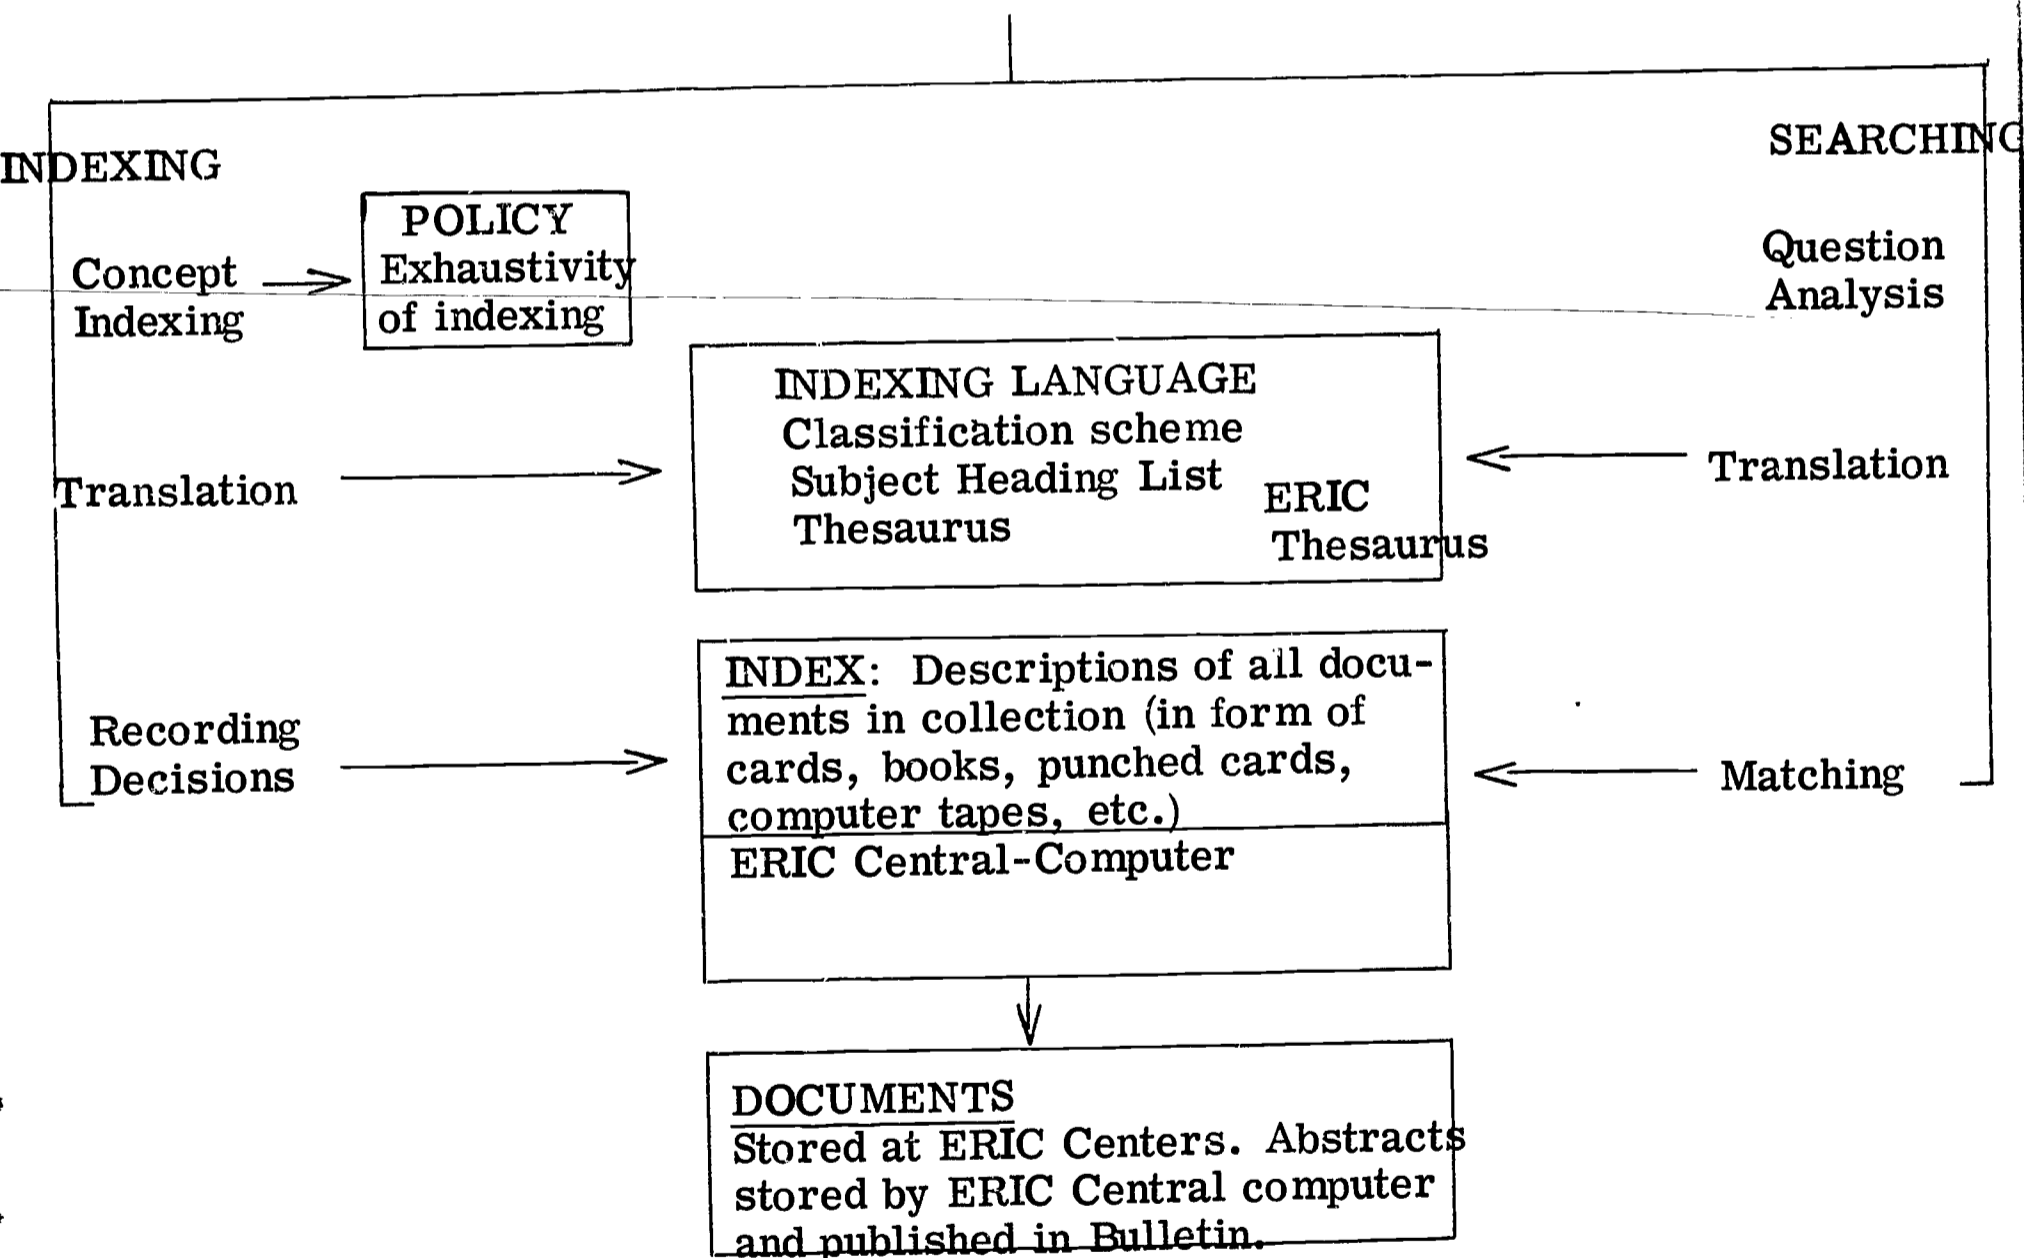 INDEXING
SEARCHING
POLICY
Exhaustivity
of indexing
Concept
Indexing
Question
Analysis
INDEXING LANGUAGE
Classification scheme
Subject Heading List
Thesaurus
ERIC
Thesaurus
Translation
Translation
INDEX: Descriptions of all docu-
ments in collection (in form of
cards, books, punched cards,
computer tapes, etc.)
ERIC Central-Computer
Recording
Decisions
Matching
DOCUMENTS
Stored at ERIC Centers. Abstracts
stored by ERIC Central computer
and published in Bulletin.